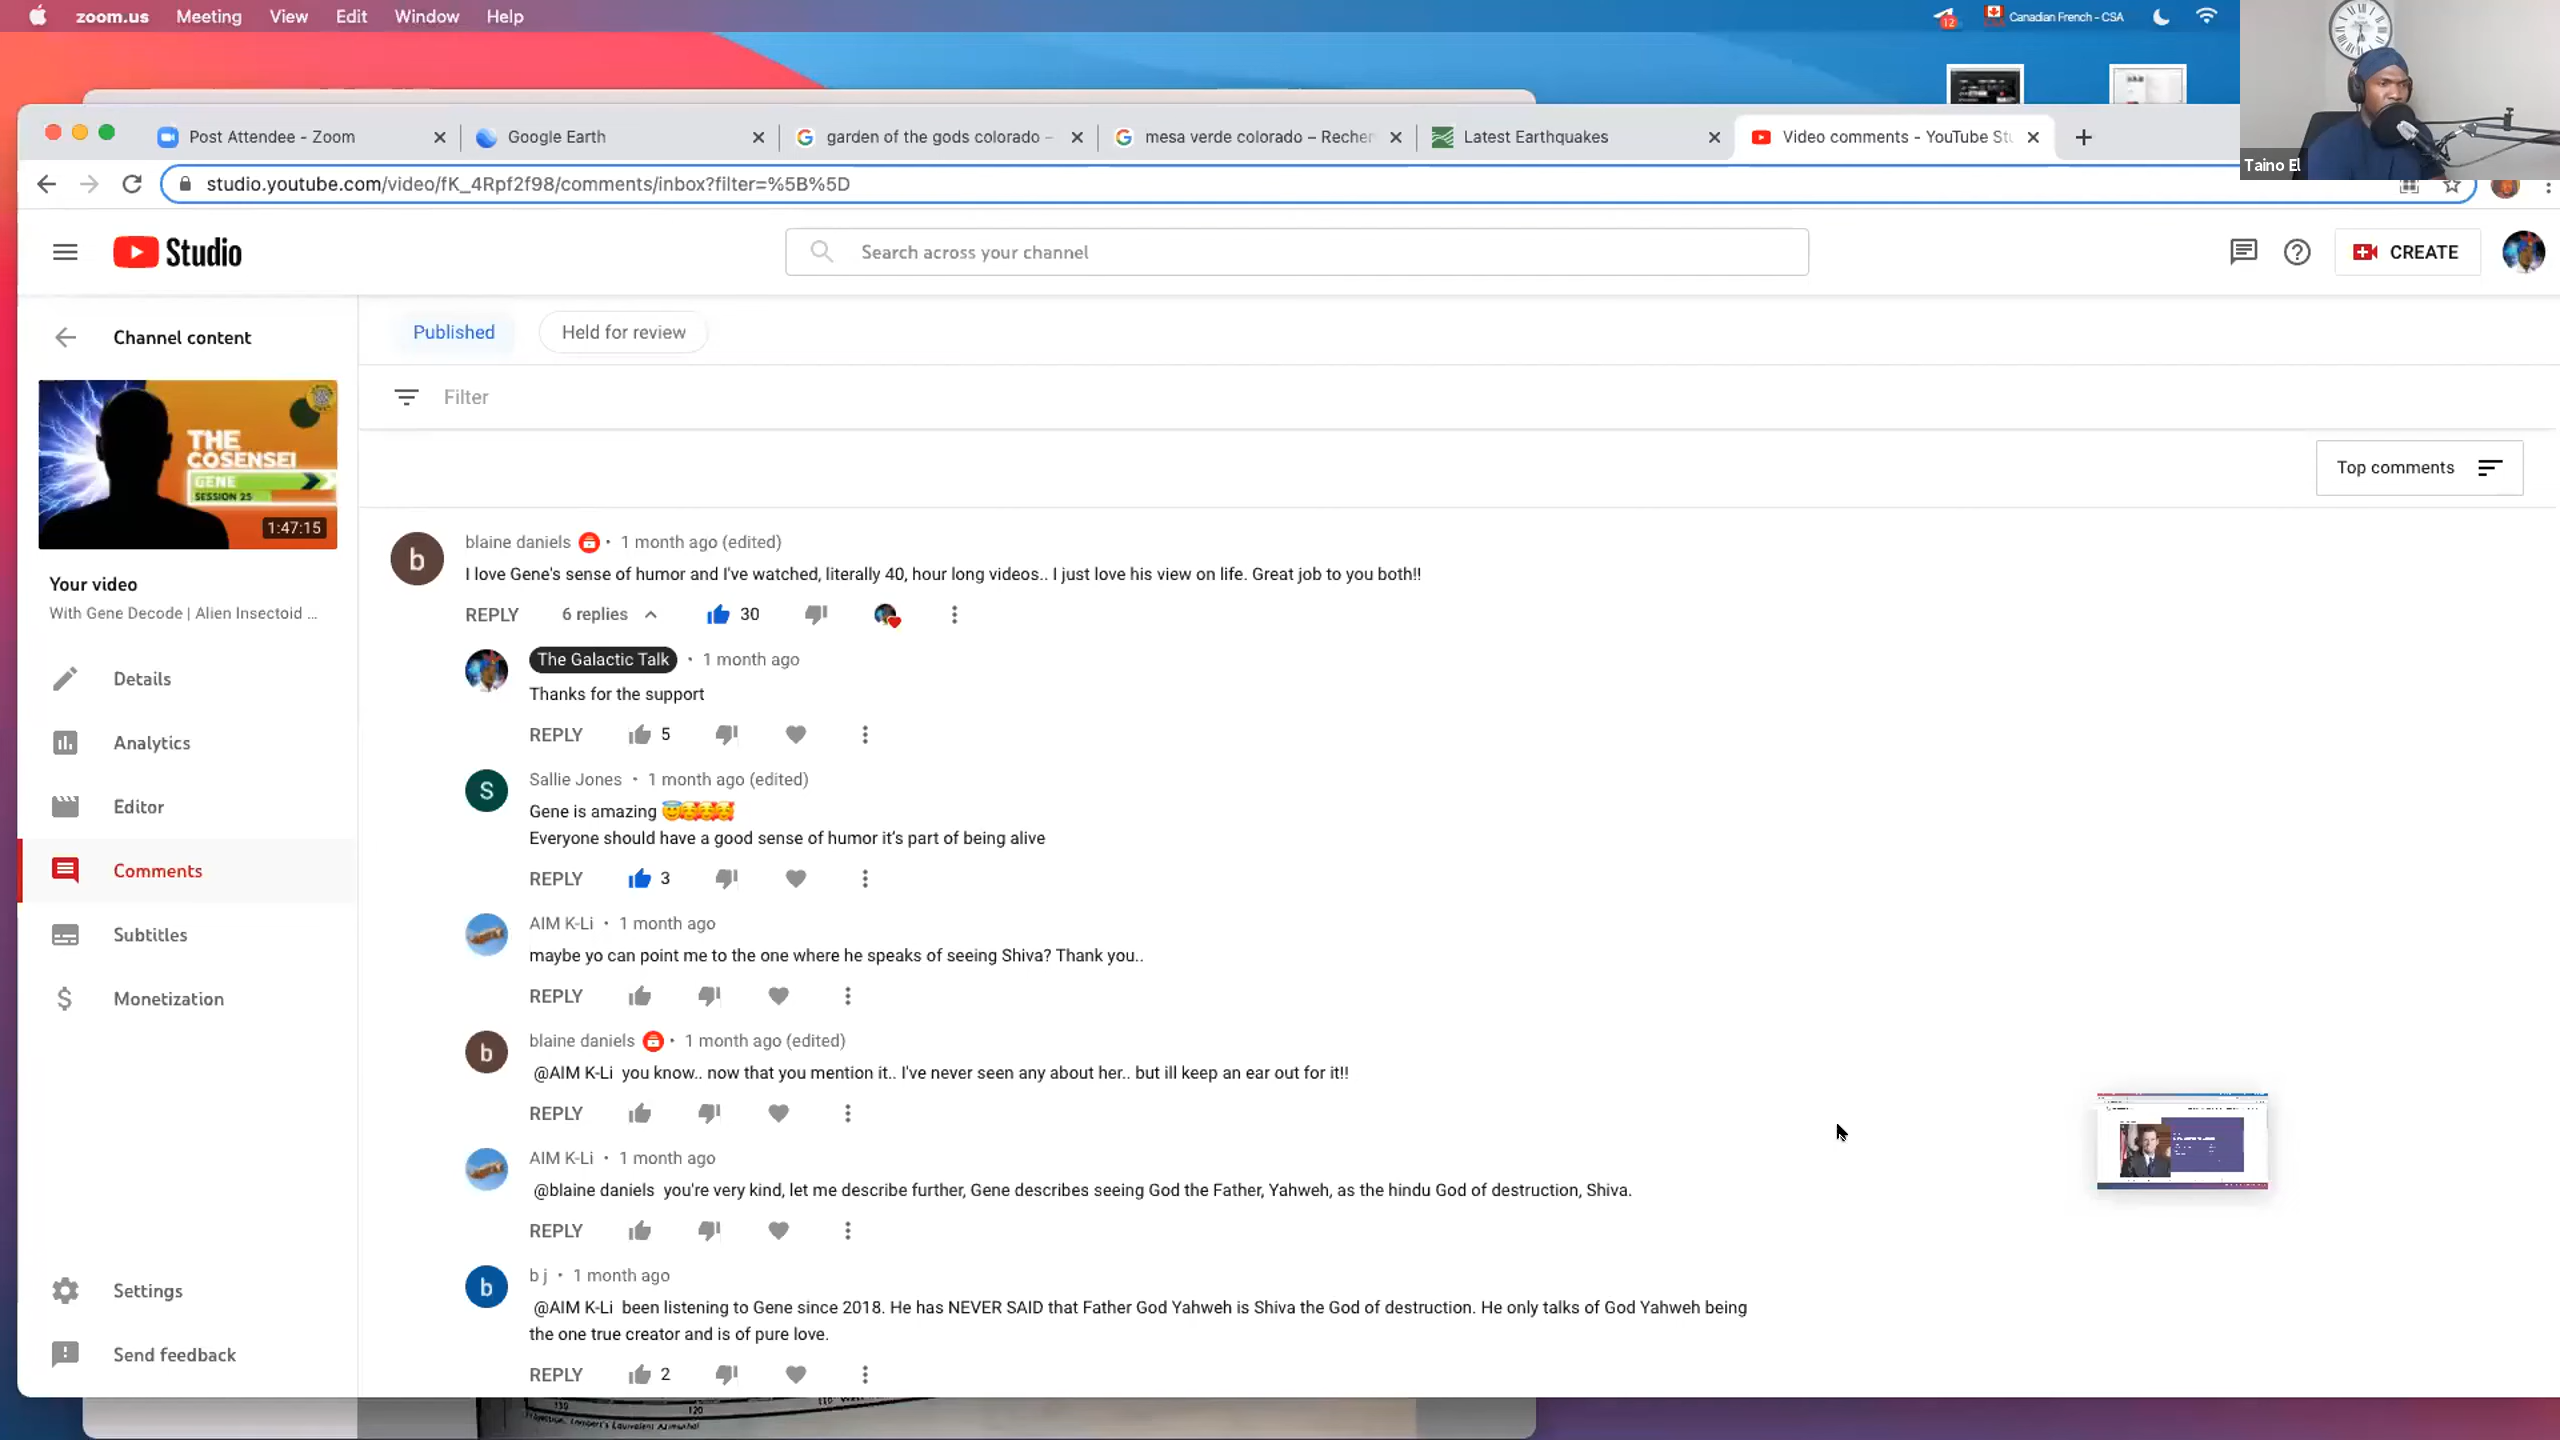 zoom.us Meeting View Edit Window Help
12 Canadian French - CSA
Taino El
Post Attendee - Zoom
Google Earth
garden of the gods colorado -
mesa verde colorado – Recher
Latest Earthquakes
Video comments - YouTube Stu
studio.youtube.com/video/fK_4Rpf2f98/comments/inbox?filter=%5B%5D
Studio
Search across your channel
CREATE
Channel content
Published
Held for review
Filter
THE
COSENSEI
GENE
SESSION 25
1:47:15
Top comments
Your video
With Gene Decode | Alien Insectoid ...
Details
Analytics
Editor
Comments
Subtitles
Monetization
Settings
Send feedback
blaine daniels • 1 month ago (edited)
I love Gene's sense of humor and I've watched, literally 40, hour long videos.. I just love his view on life. Great job to you both!!
REPLY 6 replies 30
The Galactic Talk • 1 month ago
Thanks for the support
REPLY 5
Sallie Jones • 1 month ago (edited)
Gene is amazing 😇🥰🥰🥰
Everyone should have a good sense of humor it's part of being alive
REPLY 3
AIM K-Li • 1 month ago
maybe yo can point me to the one where he speaks of seeing Shiva? Thank you..
REPLY
blaine daniels • 1 month ago (edited)
@AIM K-Li you know.. now that you mention it.. I've never seen any about her.. but ill keep an ear out for it!!
REPLY
AIM K-Li • 1 month ago
@blaine daniels you're very kind, let me describe further, Gene describes seeing God the Father, Yahweh, as the hindu God of destruction, Shiva.
REPLY
b j • 1 month ago
@AIM K-Li been listening to Gene since 2018. He has NEVER SAID that Father God Yahweh is Shiva the God of destruction. He only talks of God Yahweh being
the one true creator and is of pure love.
REPLY 2
120